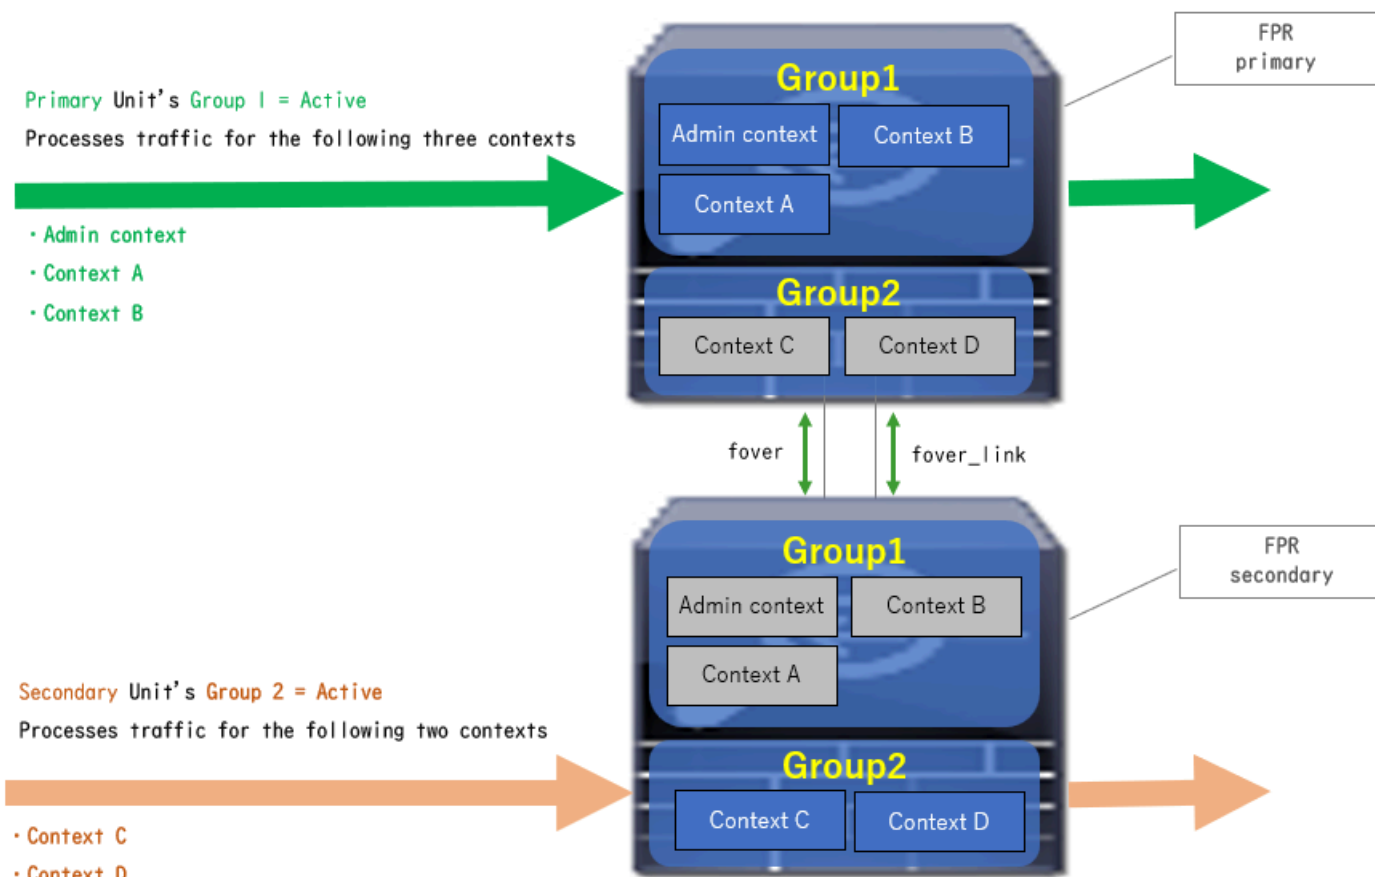 FPR
primary
Group1
Primary Unit's Group 1 = Active
Processes traffic for the following three contexts
Admin context
Context B
Context A
・Admin context
・Context A
・Context B
Group2
Context C
Context D
fover
fover_link
FPR
secondary
Group1
Admin context
Context B
Context A
Secondary Unit's Group 2 = Active
Processes traffic for the following two contexts
Group2
Context C
Context D
・Context C
・Context D